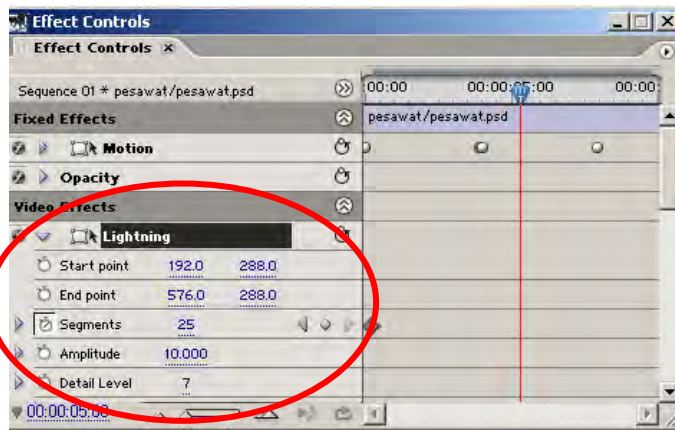 Effect Controls
Effect Controls ×
Sequence 01 * pesawat/pesawat.psd
:00:00 00:00:05:00 00:00:
Fixed Effects
pesawat/pesawat.psd
Motion
Opacity
Video Effects
Lightning
Start point 192.0 288.0
End point 576.0 288.0
Segments 25
Amplitude 10.000
Detail Level 7
00:00:05:00